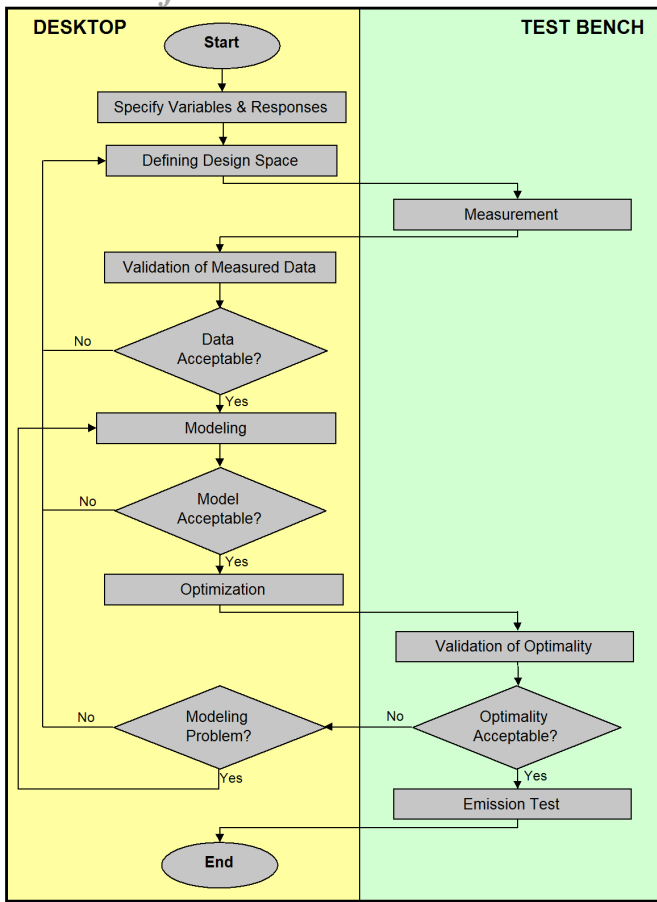 DESKTOP
TEST BENCH
Start
Specify Variables & Responses
Defining Design Space
Measurement
Validation of Measured Data
Data
Acceptable?
No
Yes
Modeling
Model
Acceptable?
No
Yes
Optimization
Validation of Optimality
Optimality
Acceptable?
No
Modeling
Problem?
No
Yes
Yes
Emission Test
End